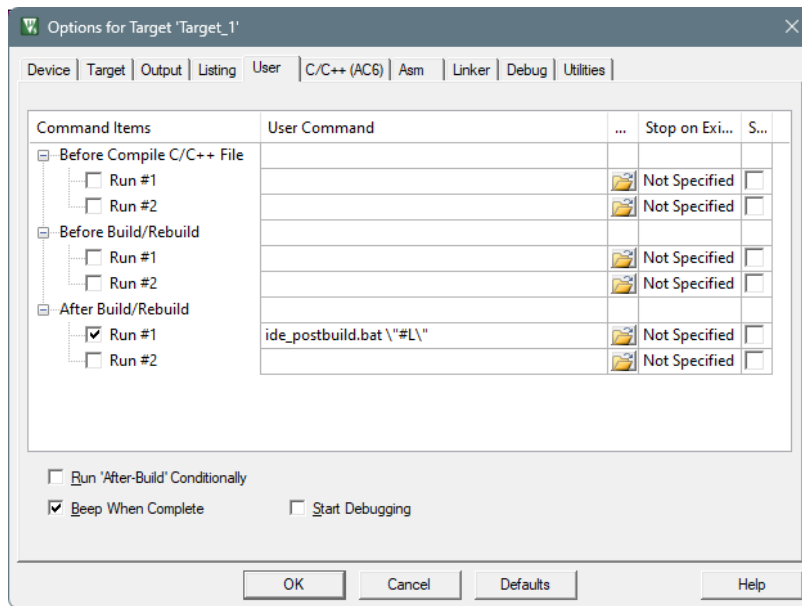 Options for Target 'Target_1'
Device Target Output Listing User C/C++ (AC6) Asm Linker Debug Utilities
Command Items User Command ... Stop on Exi... S...
Before Compile C/C++ File
Run #1 Not Specified
Run #2 Not Specified
Before Build/Rebuild
Run #1 Not Specified
Run #2 Not Specified
After Build/Rebuild
Run #1 ide_postbuild.bat \"#L\" Not Specified
Run #2 Not Specified
Run 'After-Build' Conditionally
Beep When Complete Start Debugging
OK Cancel Defaults Help